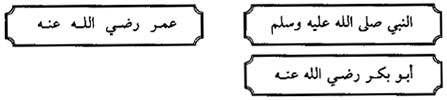 النبي صلى الله عليه وسلم
عمر رضي الله عنه
أبو بكر رضي الله عنه